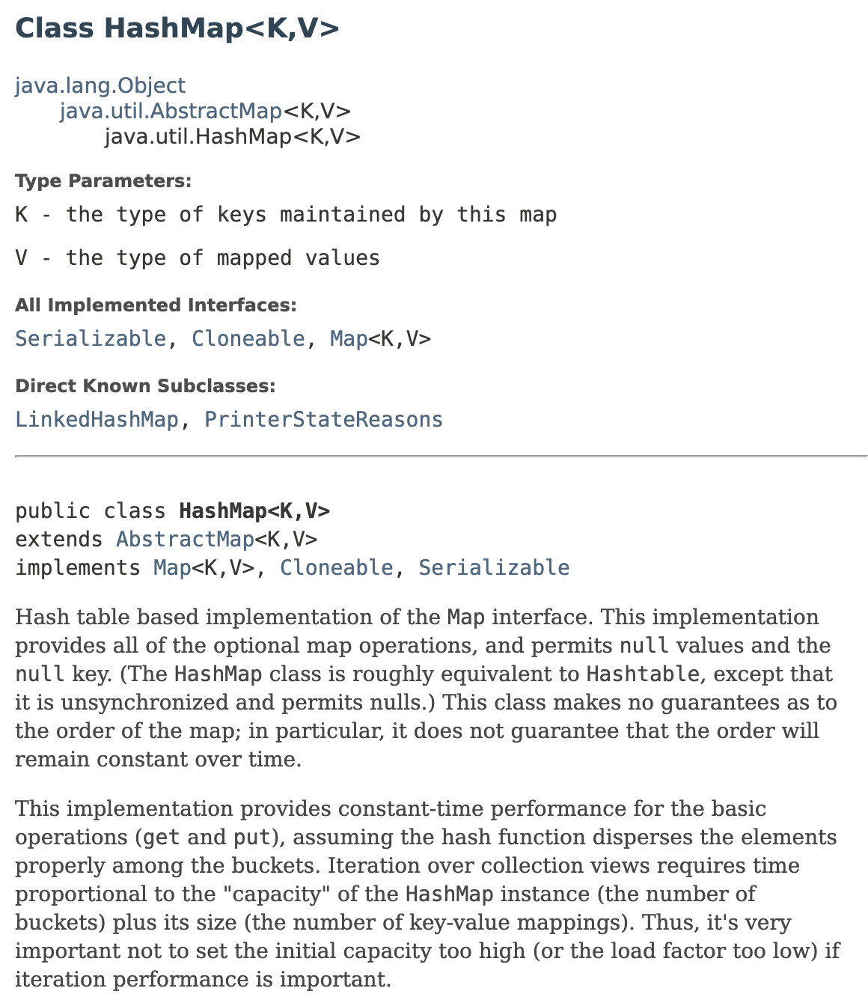 Class HashMap<K,V>
java.lang.Object
java.util.AbstractMap<K,V>
java.util.HashMap<K,V>
Type Parameters:
K - the type of keys maintained by this map
V - the type of mapped values
All Implemented Interfaces:
Serializable, Cloneable, Map<K,V>
Direct Known Subclasses:
LinkedHashMap, PrinterStateReasons
public class HashMap<K,V>
extends AbstractMap<K,V>
implements Map<K,V>, Cloneable, Serializable
Hash table based implementation of the Map interface. This implementation
provides all of the optional map operations, and permits null values and the
null key. (The HashMap class is roughly equivalent to Hashtable, except that
it is unsynchronized and permits nulls.) This class makes no guarantees as to
the order of the map; in particular, it does not guarantee that the order will
remain constant over time.
This implementation provides constant-time performance for the basic
operations (get and put), assuming the hash function disperses the elements
properly among the buckets. Iteration over collection views requires time
proportional to the "capacity" of the HashMap instance (the number of
buckets) plus its size (the number of key-value mappings). Thus, it's very
important not to set the initial capacity too high (or the load factor too low) if
iteration performance is important.